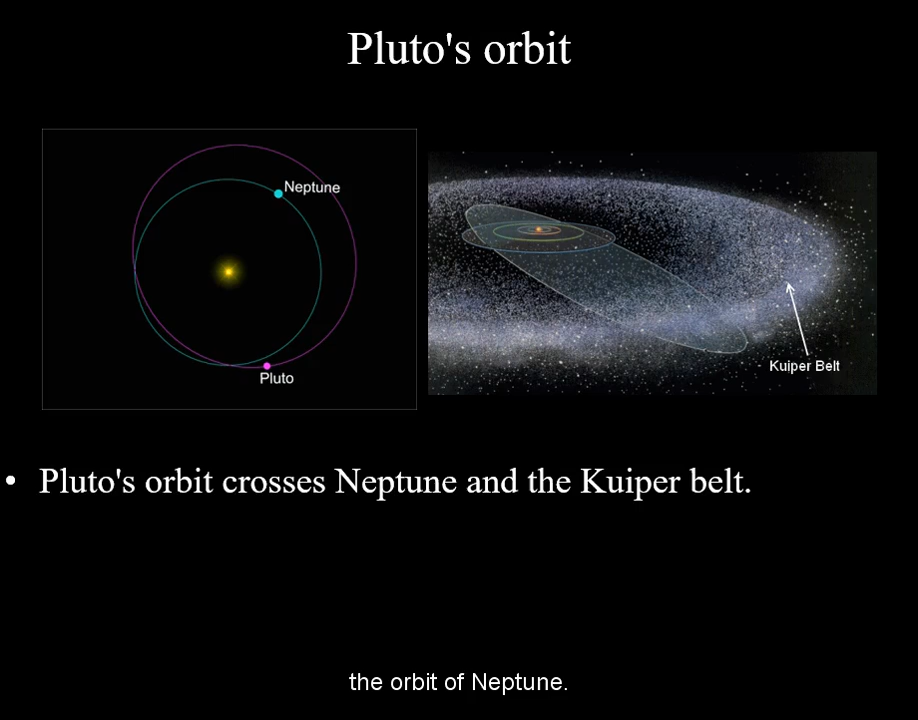 Pluto's orbit
Neptune
Pluto
Kuiper Belt
• Pluto's orbit crosses Neptune and the Kuiper belt.
the orbit of Neptune.